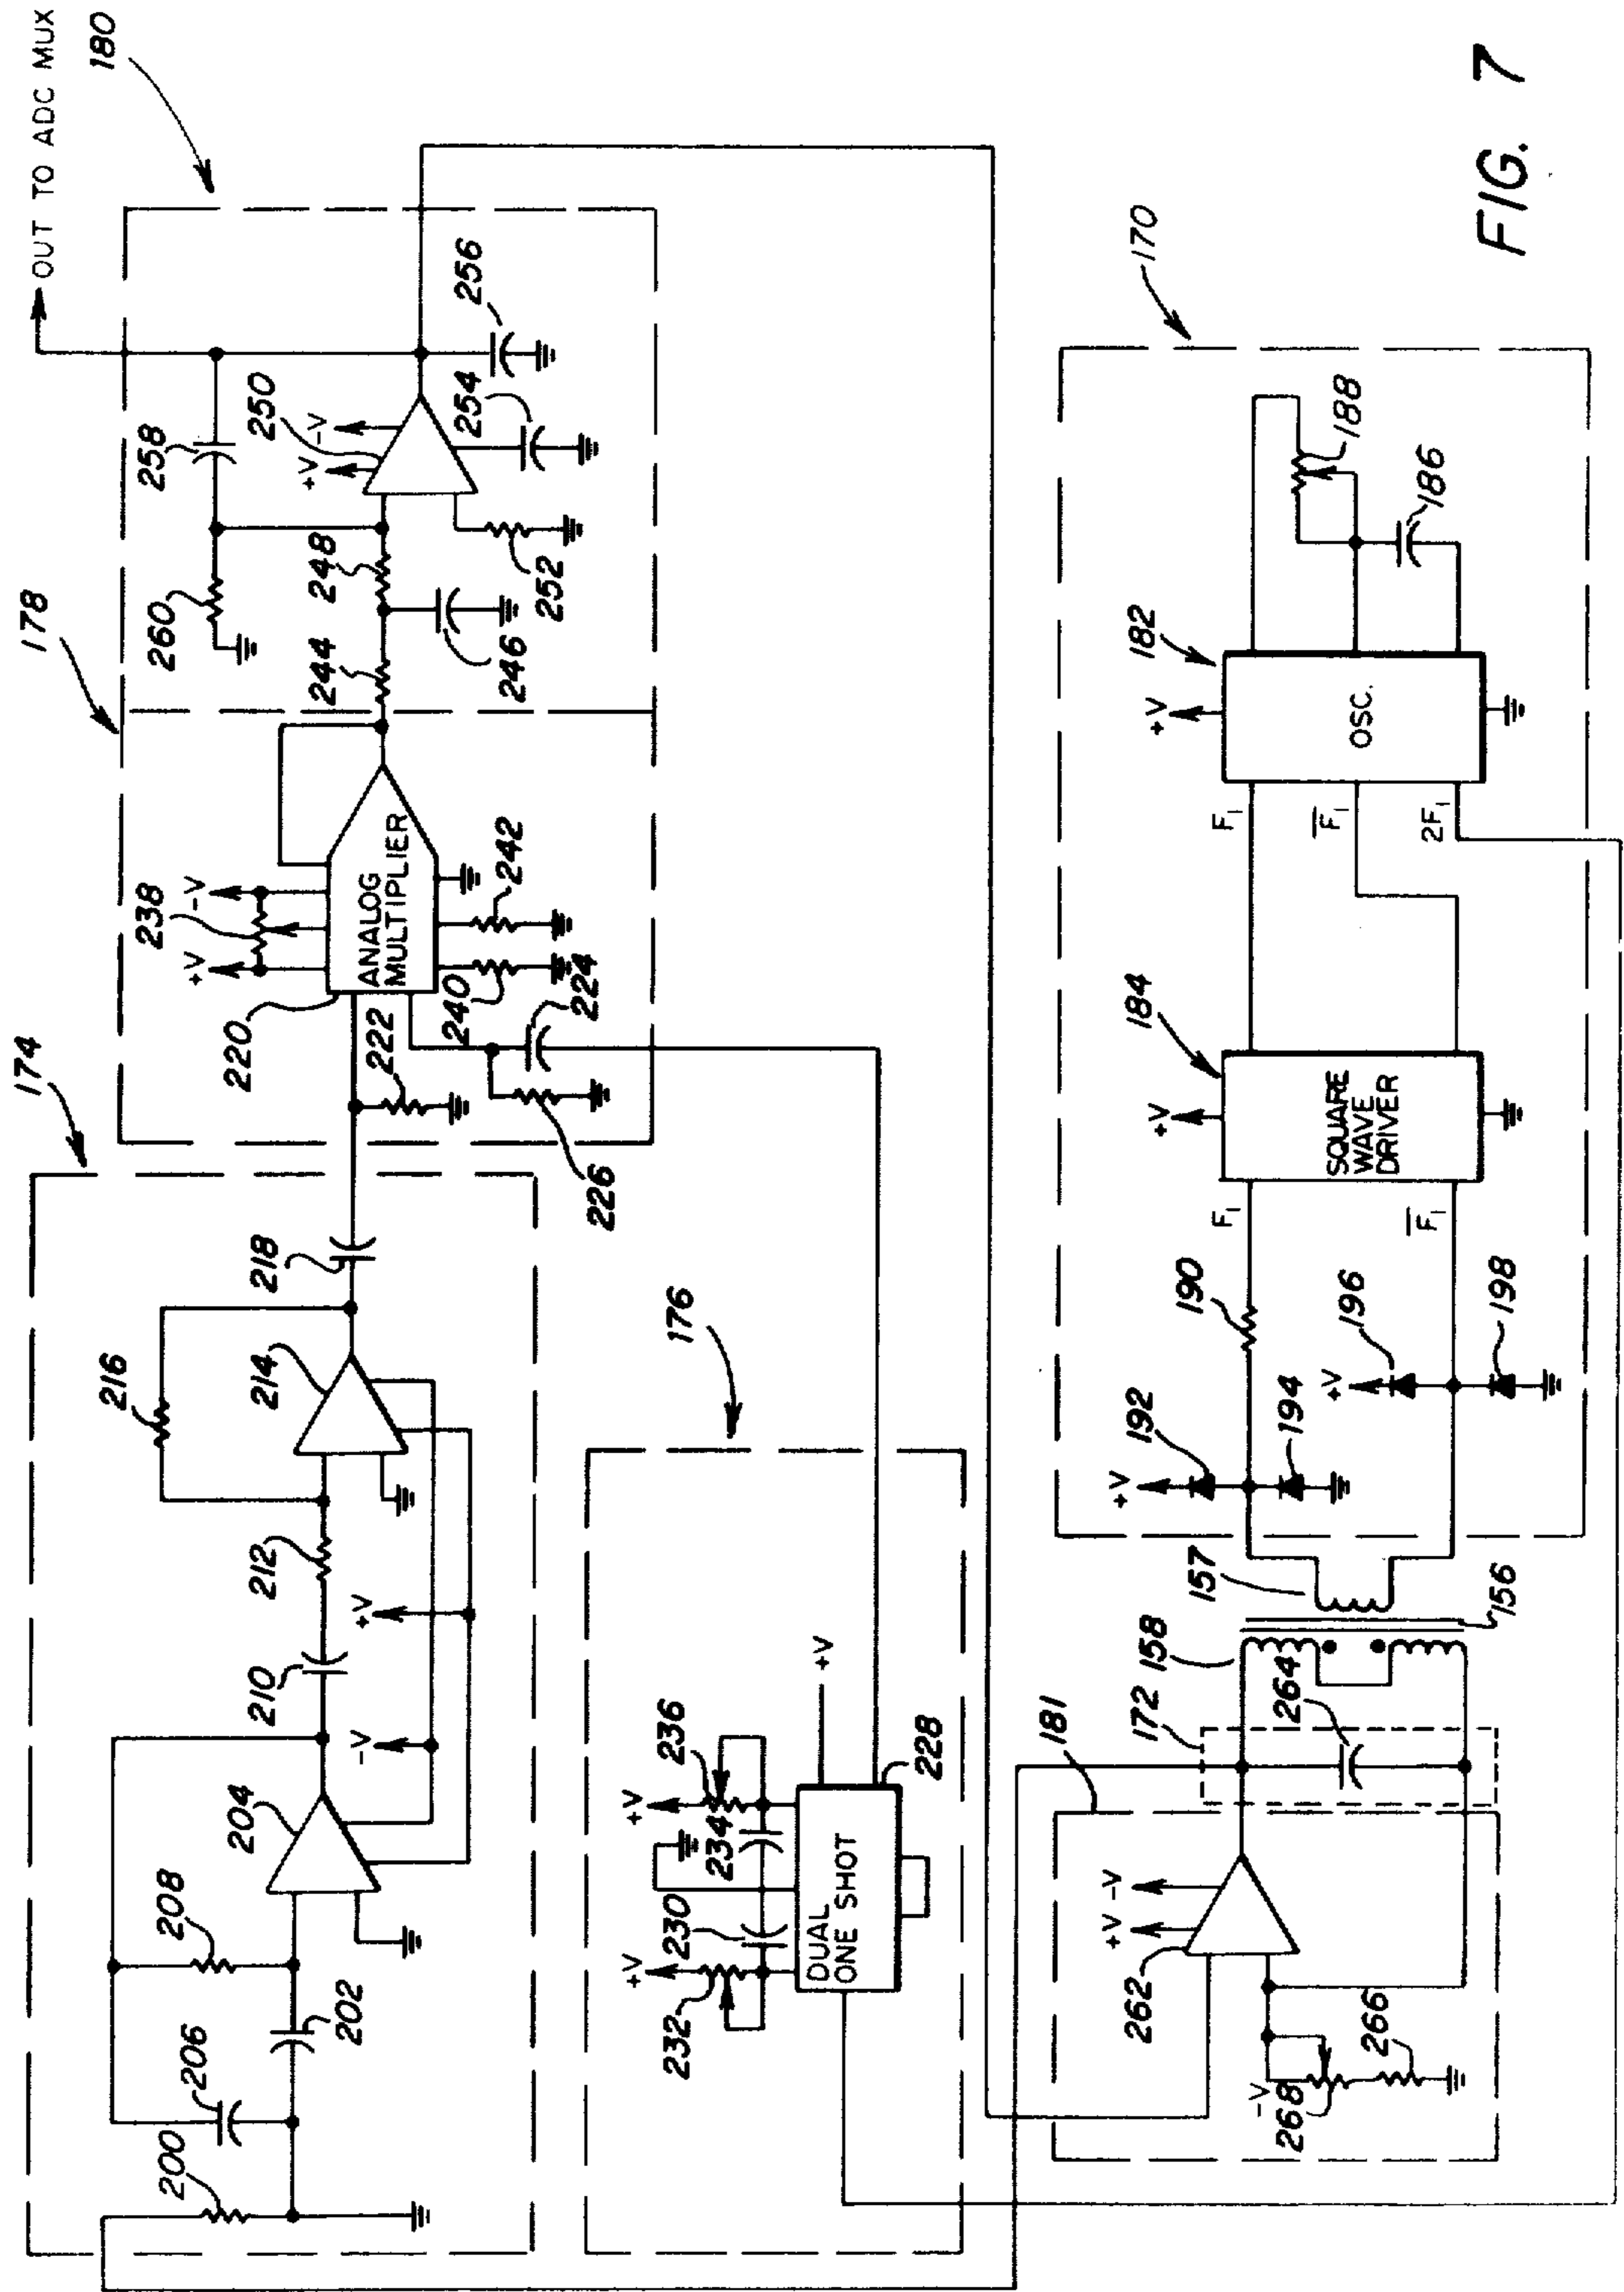 OUT TO ADC MUX
180
178
174
260
258
250
+V
-V
256
254
244
248
246
252
220
+V
238
-V
ANALOG
MULTIPLIER
222
240
242
224
226
216
218
214
212
210
+V
-V
208
204
206
202
200
176
+V
+V
+V
236
234
230
232
DUAL
ONE SHOT
228
170
182
+V
OSC.
188
186
F1
F1
2F1
184
+V
SQUARE
WAVE
DRIVER
F1
F1
190
196
+V
198
192
+V
194
157
156
158
172
264
181
+V
-V
262
-V
268
266
FIG. 7